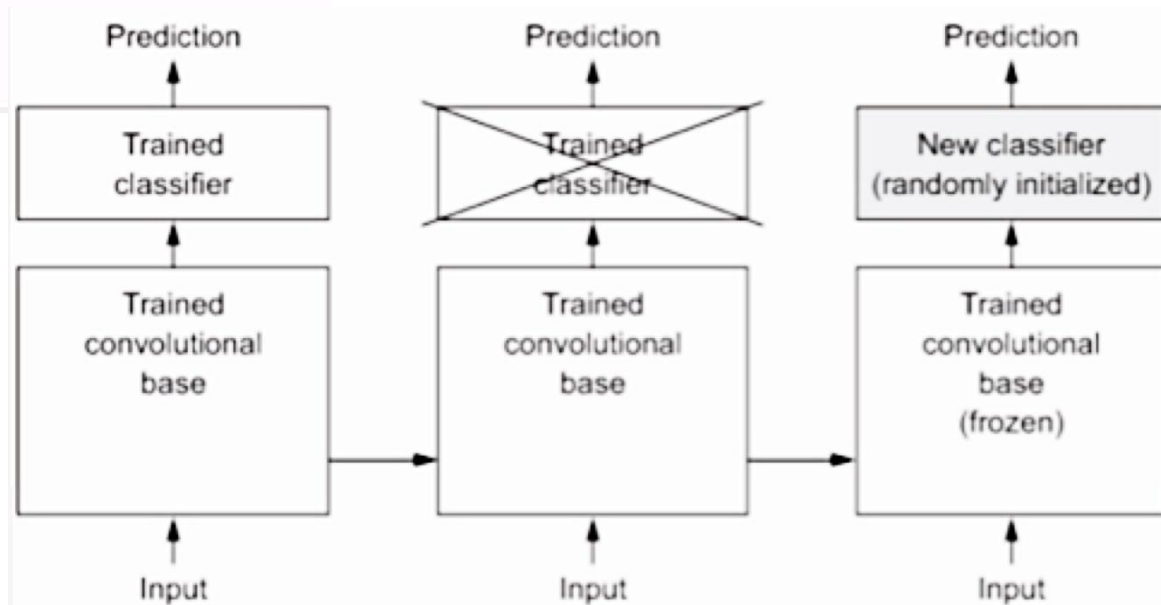 Prediction
Prediction
Prediction
Trained
classifier
Trained
classifier
New classifier
(randomly initialized)
Trained
convolutional
base
Trained
convolutional
base
Trained
convolutional
base
(frozen)
Input
Input
Input